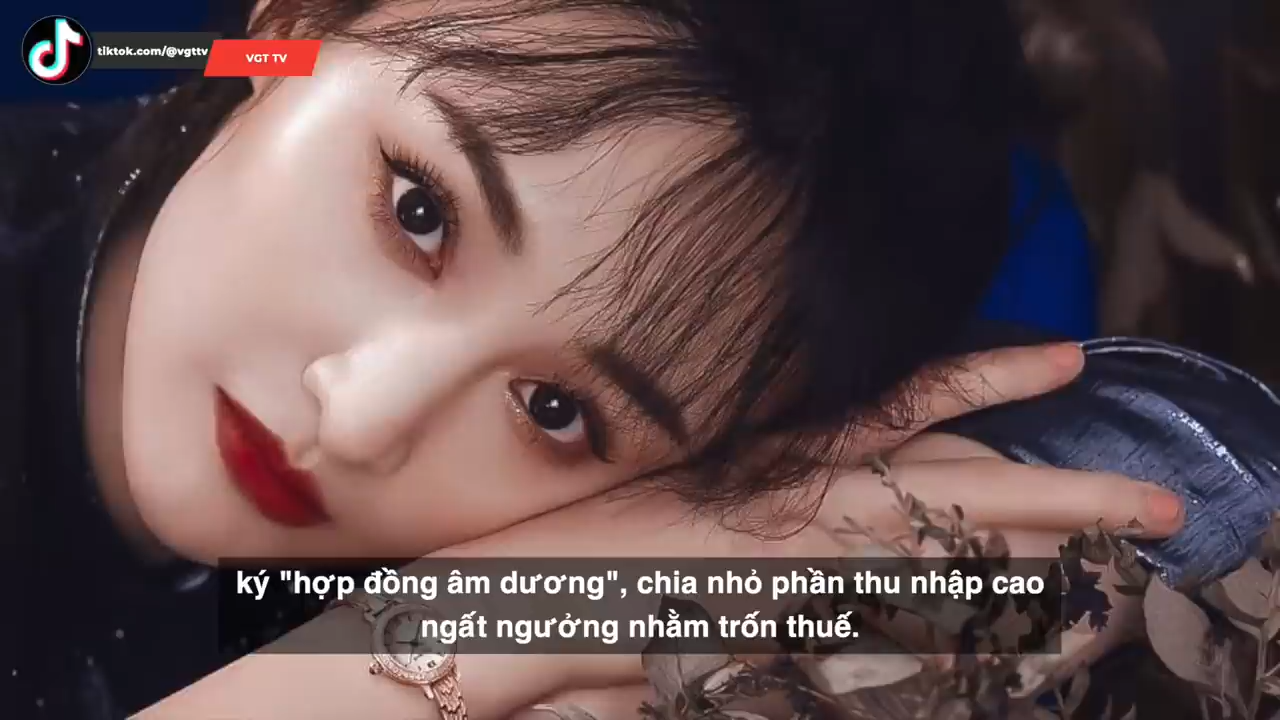 tiktok.com/@vgttv
VGT TV
ký "hợp đồng âm dương", chia nhỏ phần thu nhập cao
ngất ngưởng nhằm trốn thuế.